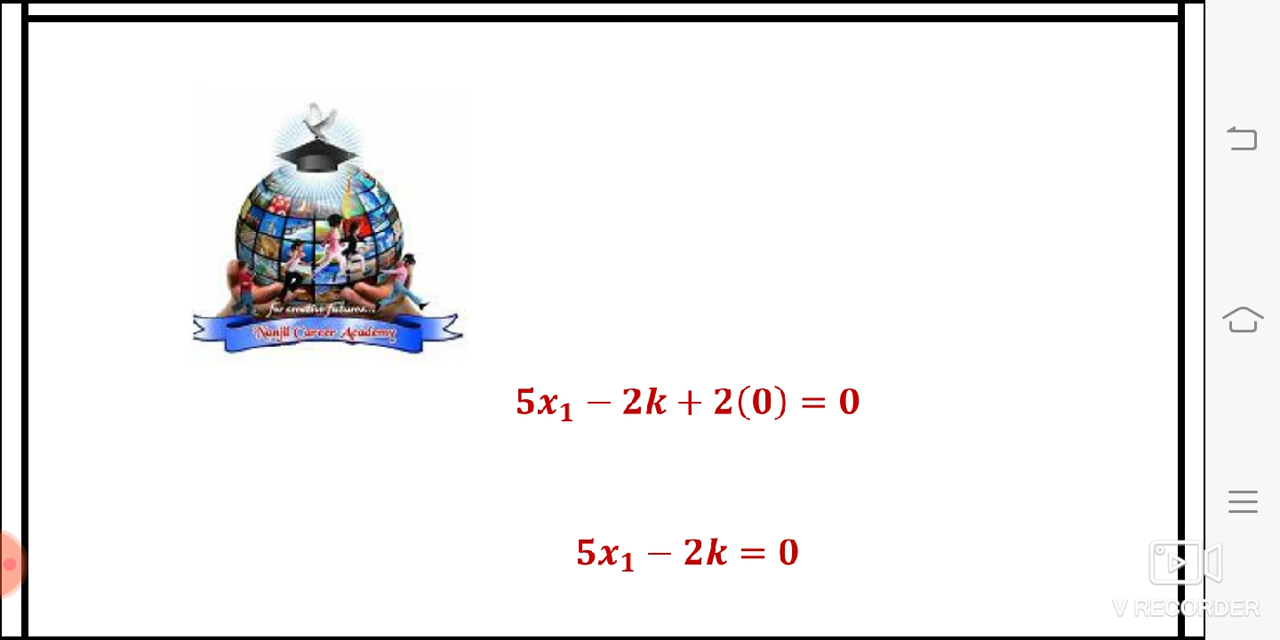 for creative futures...
Nanjil Career Academy
5x₁ − 2k + 2(0) = 0
5x₁ − 2k = 0
V RECORDER